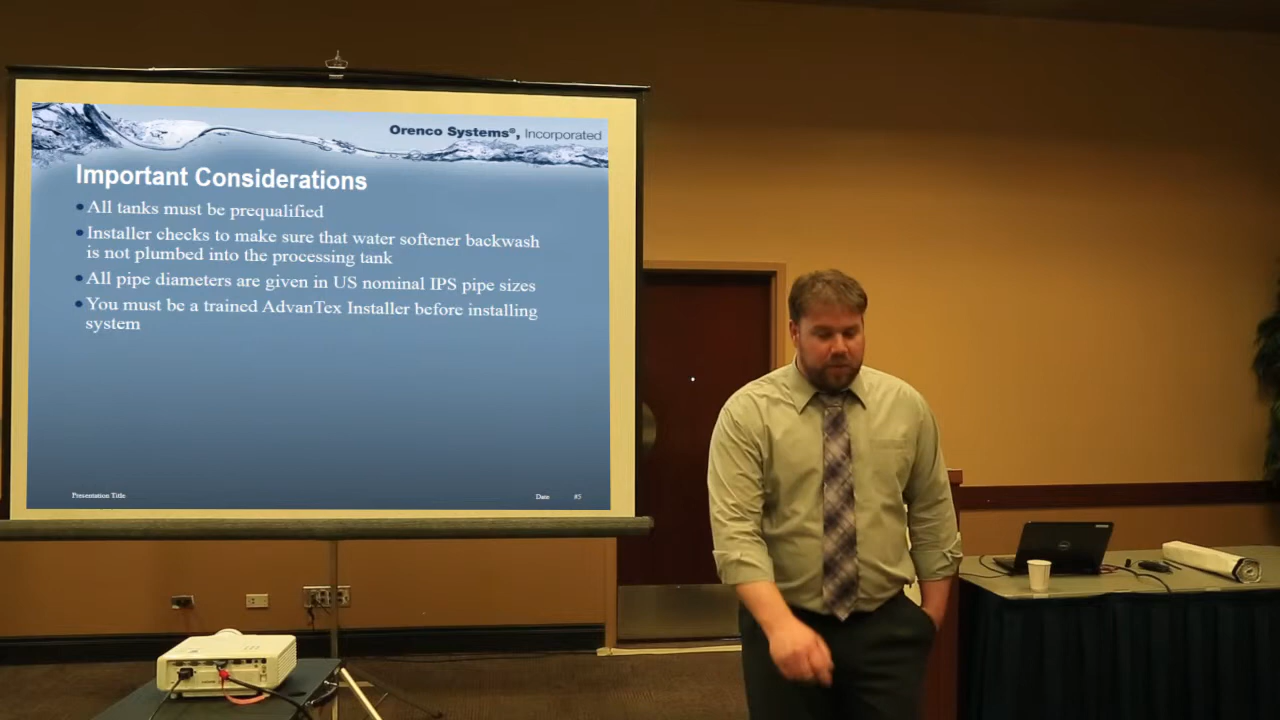 Orenco Systems®, Incorporated
Important Considerations
•All tanks must be prequalified
•Installer checks to make sure that water softener backwash
is not plumbed into the processing tank
•All pipe diameters are given in US nominal IPS pipe sizes
•You must be a trained AdvanTex Installer before installing
system
Presentation Title
Date
#5